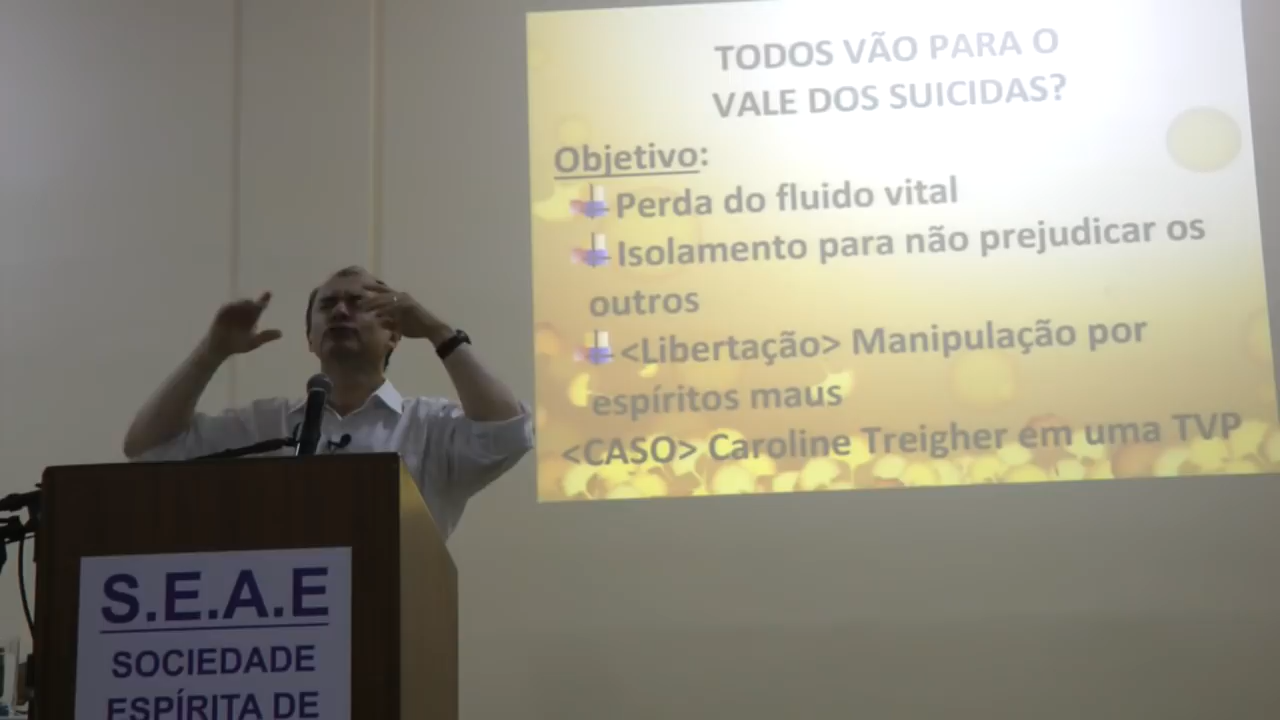 TODOS VÃO PARA O
VALE DOS SUICIDAS?
Objetivo:
Perda do fluido vital
Isolamento para não prejudicar os
outros
<Libertação> Manipulação por
espíritos maus
<CASO> Caroline Treigher em uma TVP
S.E.A.E
SOCIEDADE
ESPÍRITA DE